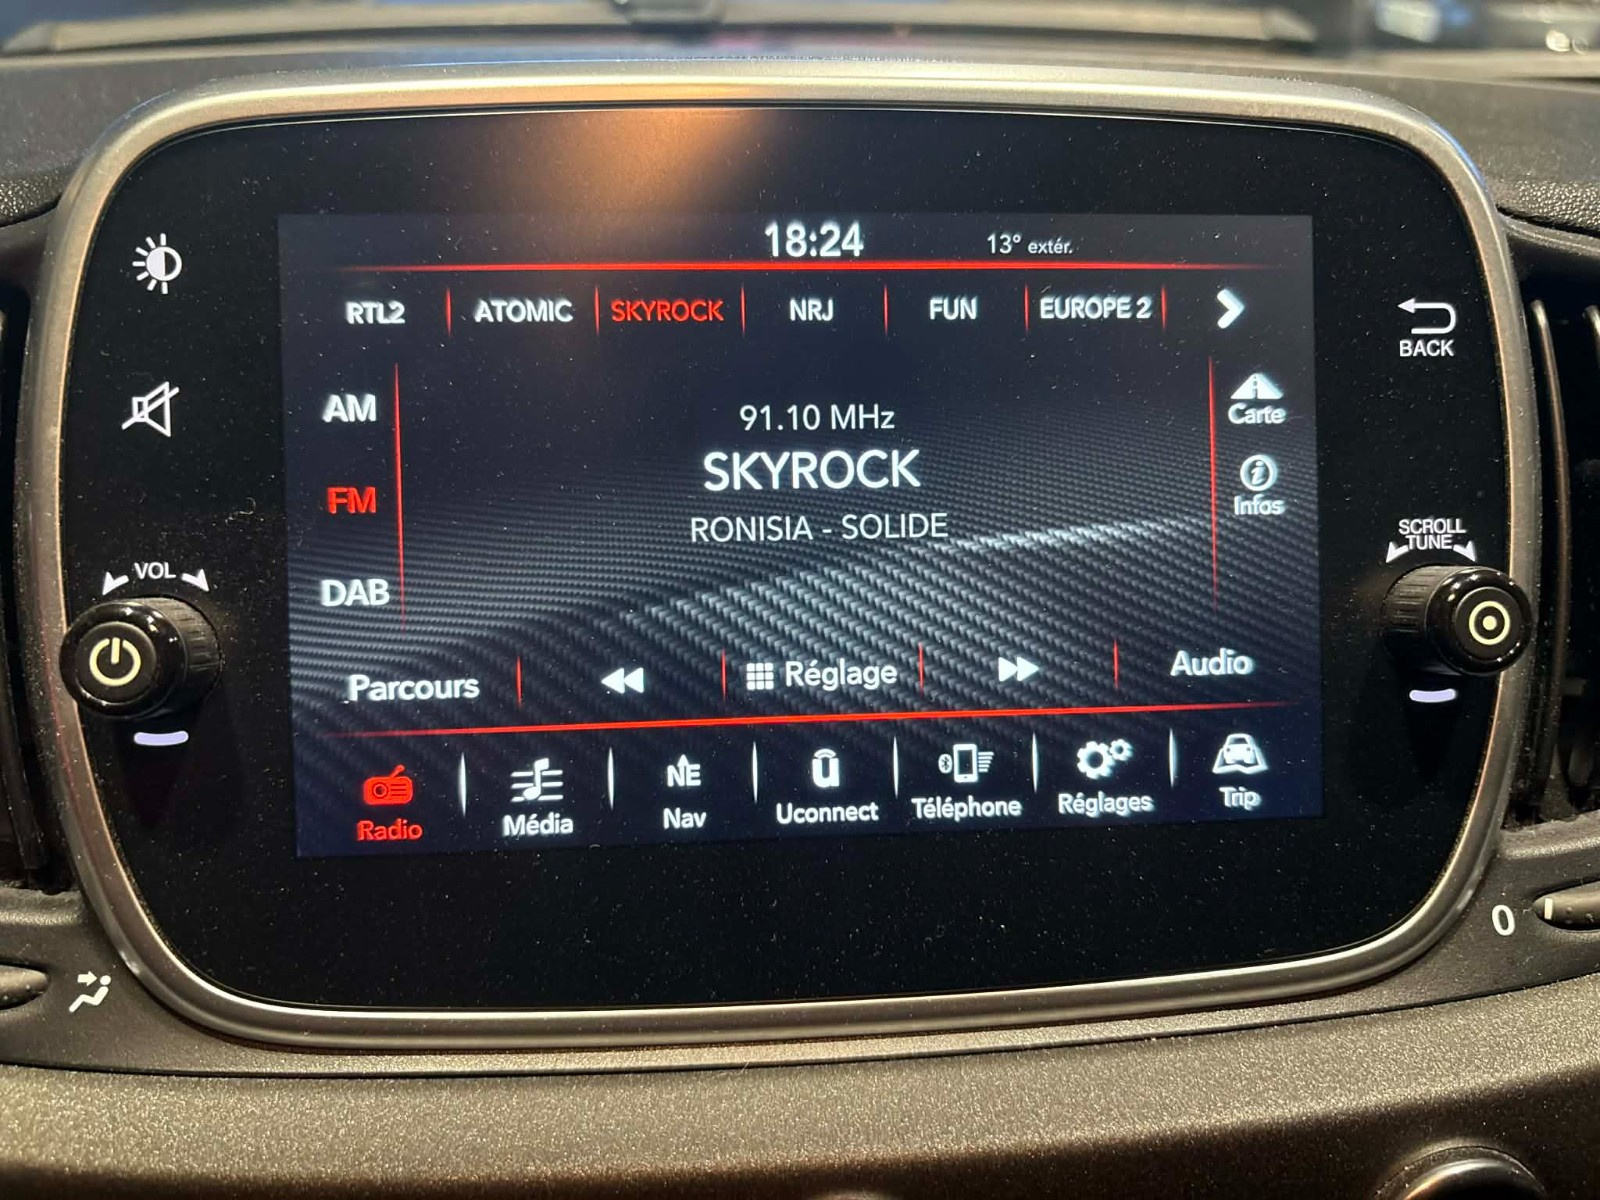 18:24 13° extér.
RTL2 ATOMIC SKYROCK NRJ FUN EUROPE 2
BACK
AM
91.10 MHz
Carte
SKYROCK
FM
Infos
RONISIA - SOLIDE
SCROLL
TUNE
VOL
DAB
Parcours Réglage Audio
NE
Radio Média Nav Uconnect Téléphone Réglages Trip
0